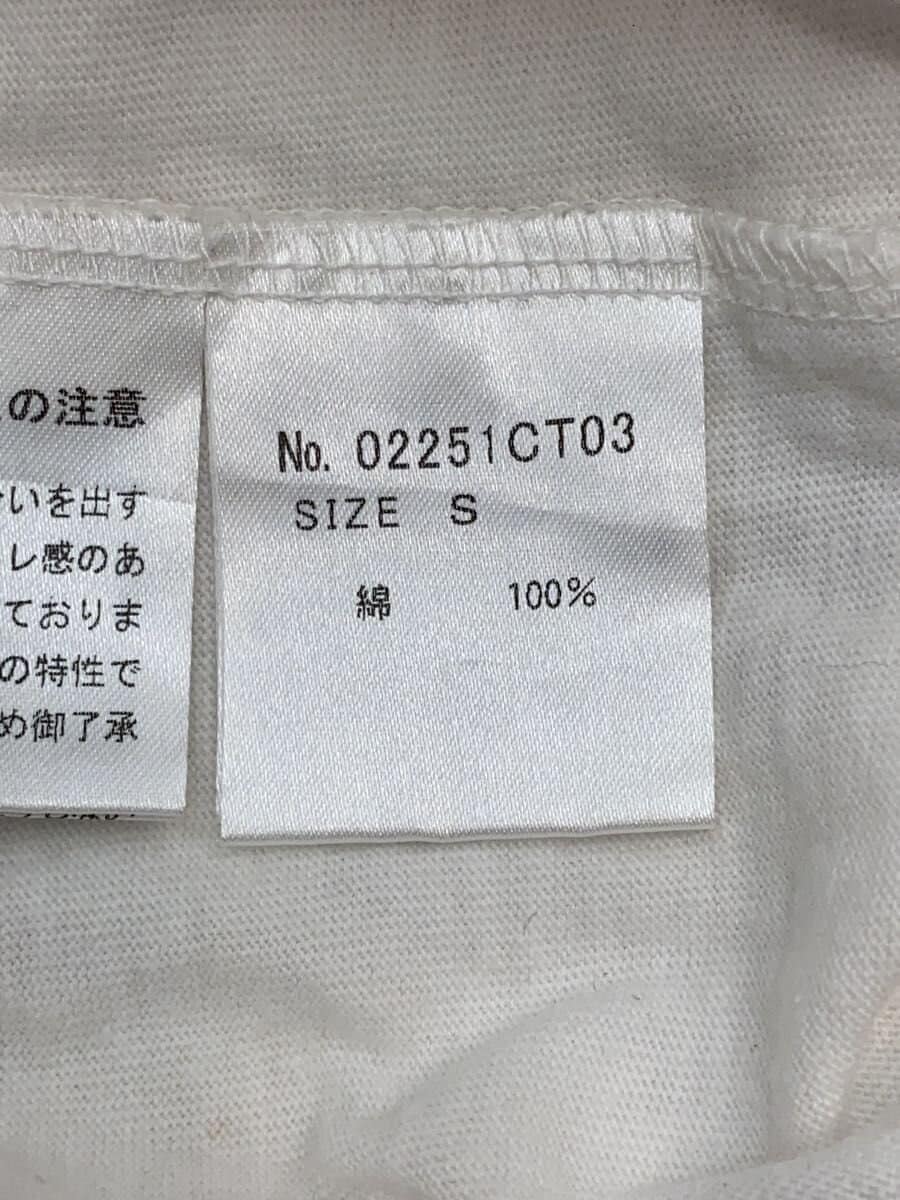 の注意
いを出す
レ感のあ
ておりま
の特性で
め御了承
No. 02251CT03
SIZE S
綿 100%